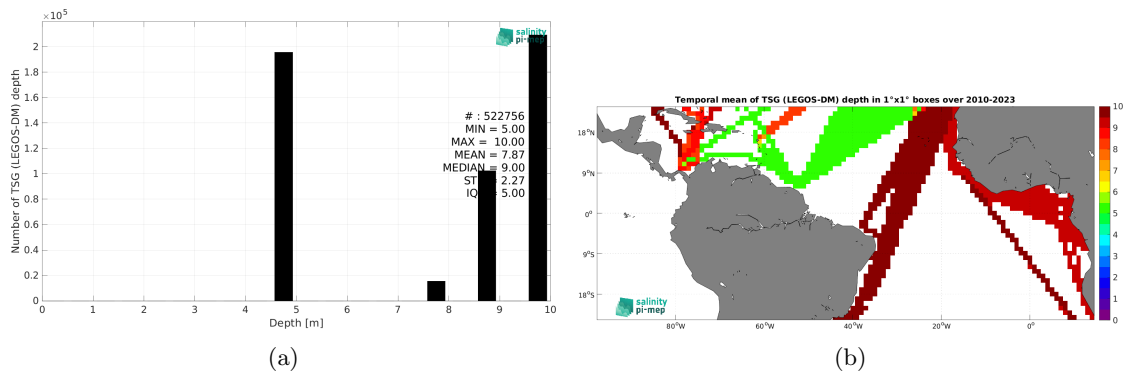 ×10⁵
2
1.8
1.6
1.4
1.2
1
0.8
0.6
0.4
0.2
0
Number of TSG (LEGOS-DM) depth
salinity
pi-mep
# : 522756
MIN = 5.00
MAX = 10.00
MEAN = 7.87
MEDIAN = 9.00
ST = 2.27
IQ = 5.00
0 1 2 3 4 5 6 7 8 9 10
Depth [m]
(a)
Temporal mean of TSG (LEGOS-DM) depth in 1°x1° boxes over 2010-2023
18°N
9°N
0°
9°S
18°S
80°W 60°W 40°W 20°W 0°
salinity
pi-mep
10
9
8
7
6
5
4
3
2
1
0
(b)